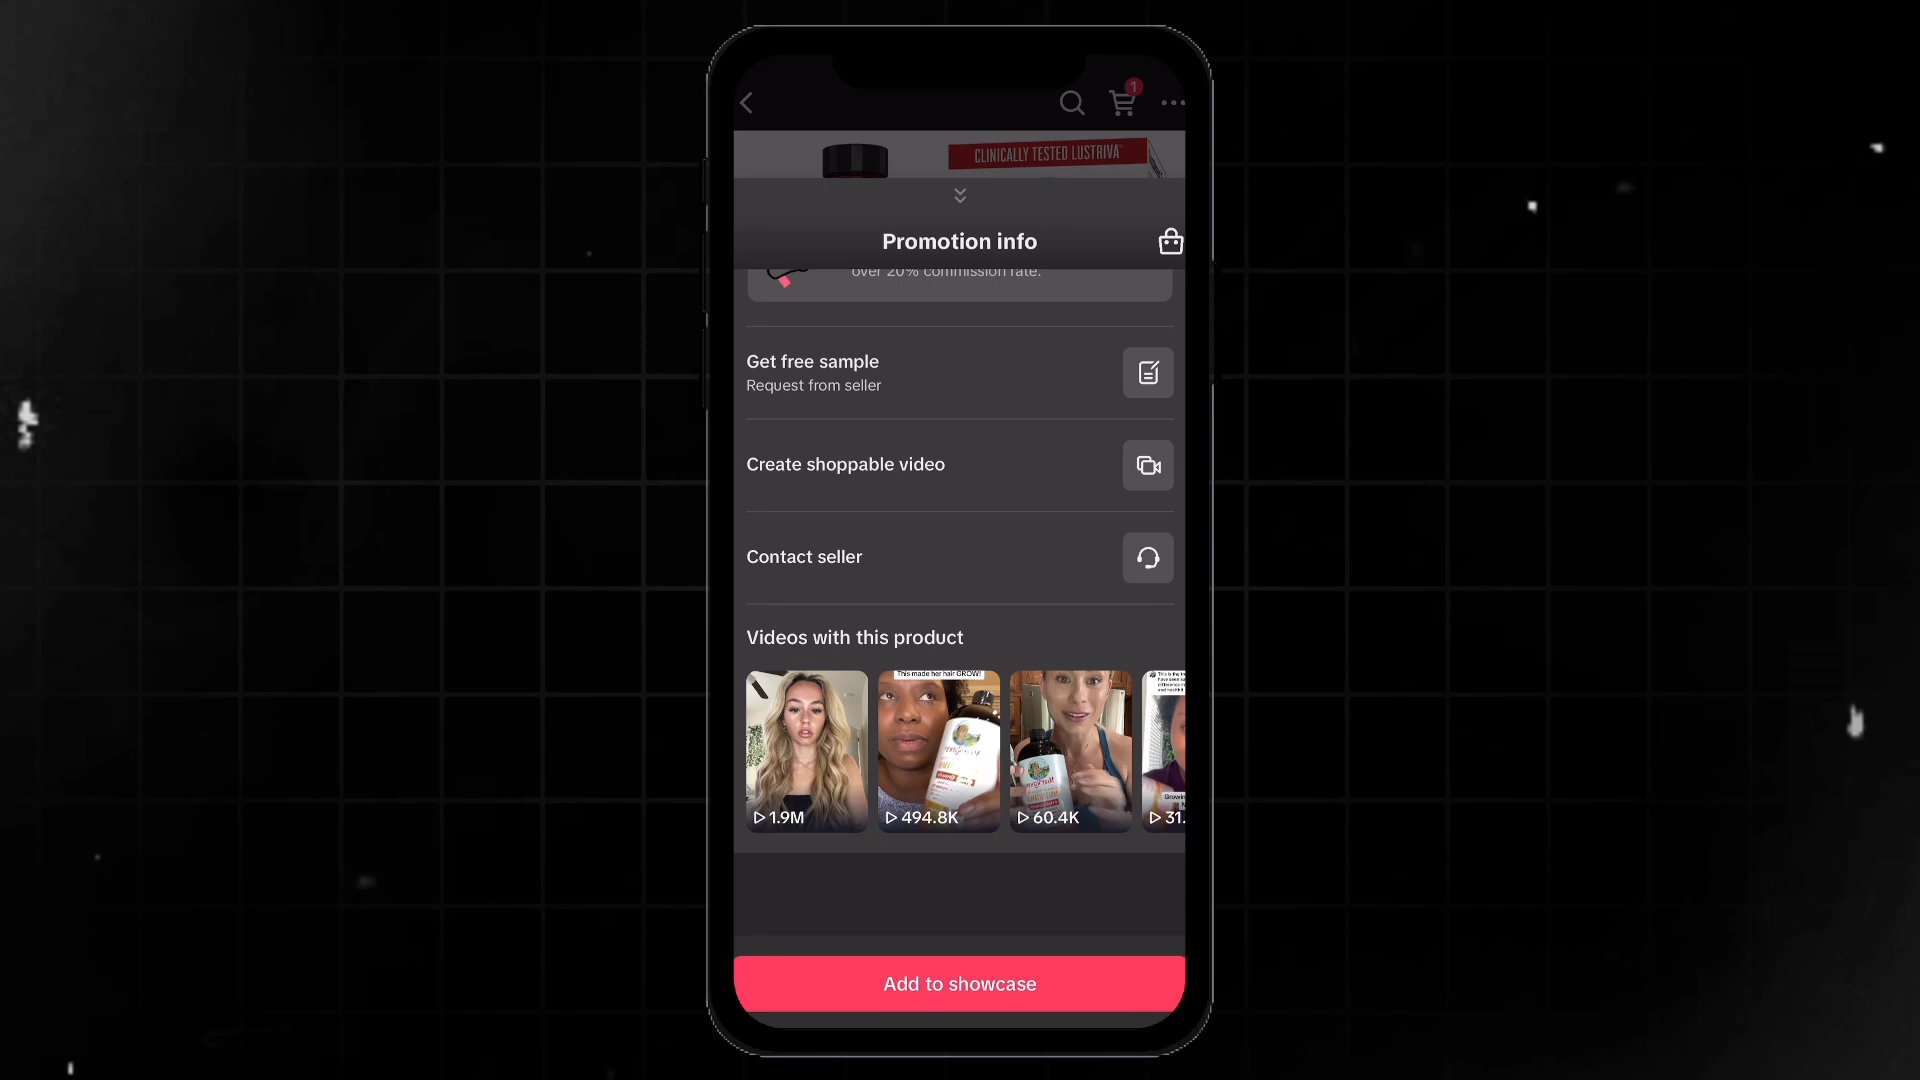 1
CLINICALLY TESTED LUSTRIVA
Promotion info
over 20% commission rate.
Get free sample
Request from seller
Create shoppable video
Contact seller
Videos with this product
This made her hair GROW!
1.9M
494.8K
60.4K
31.
Add to showcase